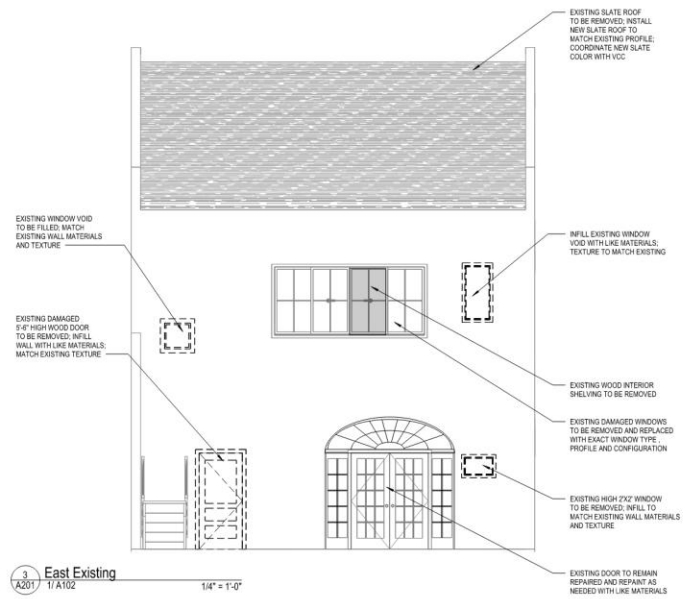 EXISTING SLATE ROOF
TO BE REMOVED; INSTALL
NEW SLATE ROOF TO
MATCH EXISTING PROFILE;
COORDINATE NEW SLATE
COLOR WITH VCC
EXISTING WINDOW VOID
TO BE FILLED; MATCH
EXISTING WALL MATERIALS
AND TEXTURE
INFILL EXISTING WINDOW
VOID WITH LIKE MATERIALS;
TEXTURE TO MATCH EXISTING
EXISTING DAMAGED
5'-6" HIGH WOOD DOOR
TO BE REMOVED; INFILL
WALL WITH LIKE MATERIALS;
MATCH EXISTING TEXTURE
EXISTING WOOD INTERIOR
SHELVING TO BE REMOVED
EXISTING DAMAGED WINDOWS
TO BE REMOVED AND REPLACED
WITH EXACT WINDOW TYPE ,
PROFILE AND CONFIGURATION
EXISTING HIGH 2'X2' WINDOW
TO BE REMOVED; INFILL TO
MATCH EXISTING WALL MATERIALS
AND TEXTURE
EXISTING DOOR TO REMAIN
REPAIRED AND REPAINT AS
NEEDED WITH LIKE MATERIALS
3 East Existing
A201 1/ A102 1/4" = 1'-0"